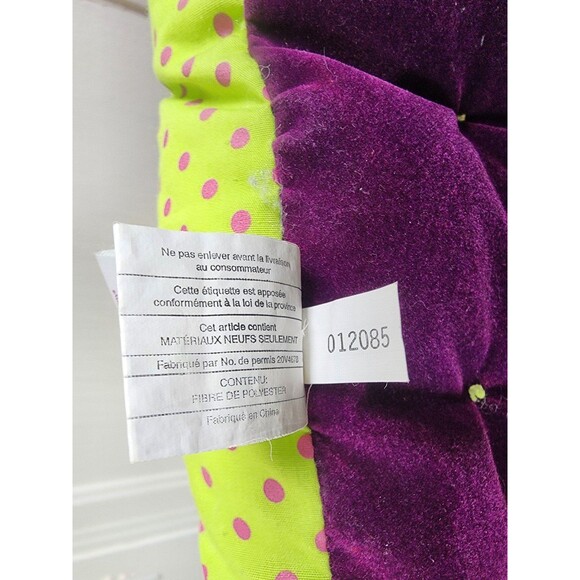 Ne pas enlever avant la livraison
au consommateur
Cette étiquette est apposée
conformément à la loi de la province
Cet article contient
MATÉRIAUX NEUFS SEULEMENT
Fabriqué par No. de permis 20V4678
CONTENU:
FIBRE DE POLYESTER
Fabriqué en Chine
012085